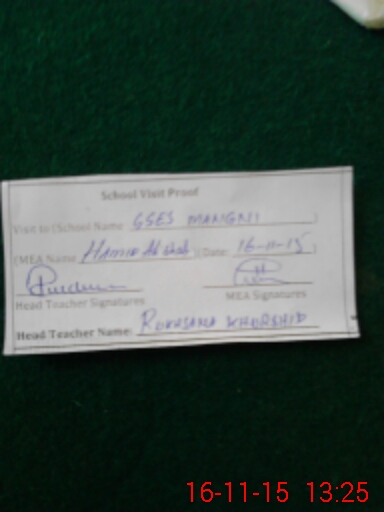 School Visit Proof
Visit to (School Name GSES MANGNI )
(MEA Name Hamid (Date: 16-11-15 )
Head Teacher Signatures MEA Signatures
Head Teacher Name: RUKHSANA KHURSHID
16-11-15 13:25